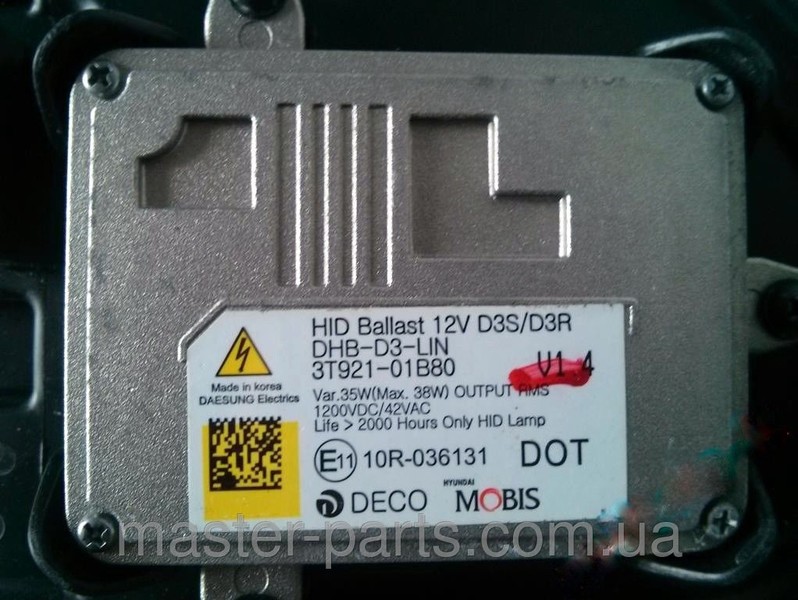 HID Ballast 12V D3S/D3R
DHB-D3-LIN
3T921-01B80 V1.4
Made in korea
DAESUNG Electrics
Var.35W(Max. 38W) OUTPUT RMS
1200VDC/42VAC
Life > 2000 Hours Only HID Lamp
E11 10R-036131 DOT
DECO HYUNDAI MOBIS
master-parts.com.ua